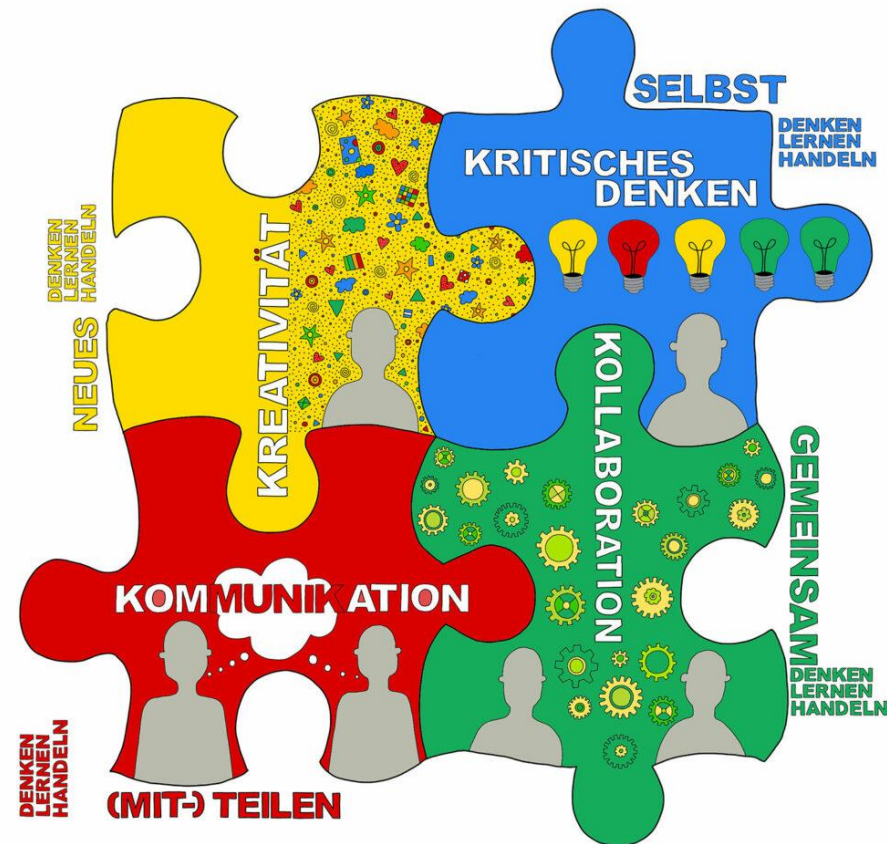 NEUES
DENKEN
LERNEN
HANDELN
KREATIVITÄT
SELBST
DENKEN
LERNEN
HANDELN
KRITISCHES
DENKEN
KOMMUNIKATION
DENKEN
LERNEN
HANDELN
(MIT-) TEILEN
KOLLABORATION
GEMEINSAM
DENKEN
LERNEN
HANDELN